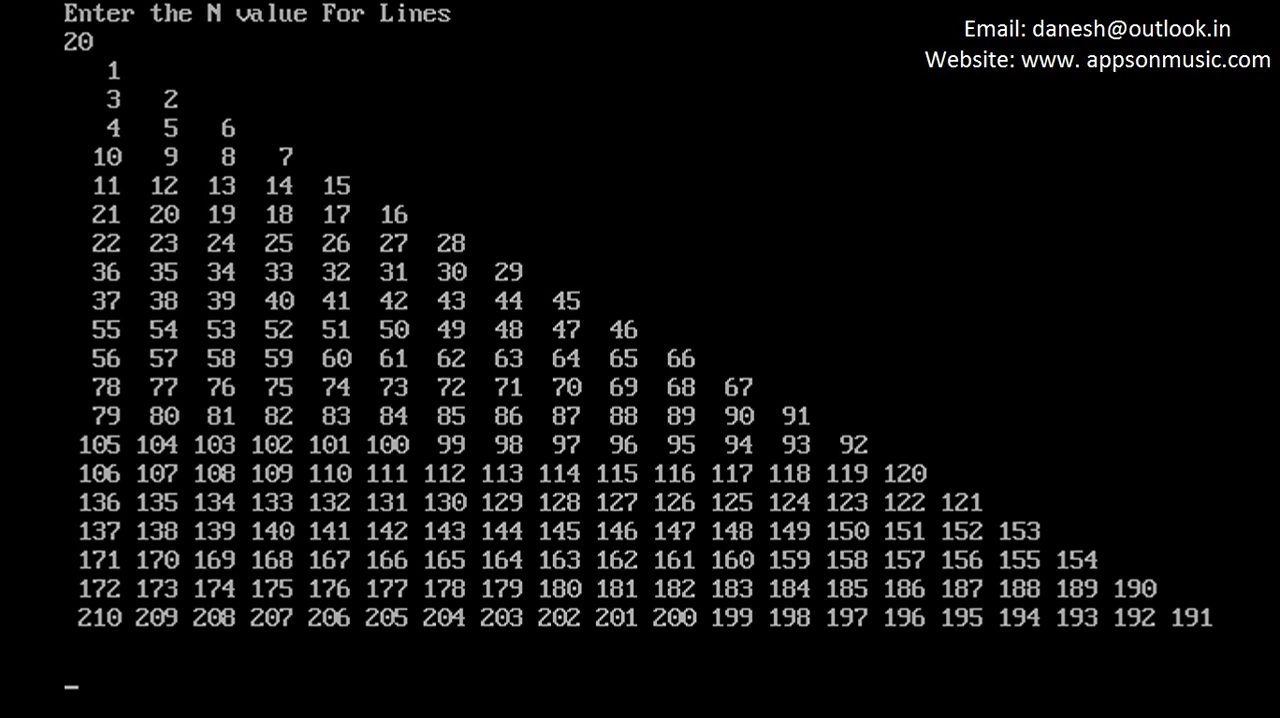 Enter the N value For Lines
Email: danesh@outlook.in
20
Website: www. appsonmusic.com
1
3 2
4 5 6
10 9 8 7
11 12 13 14 15
21 20 19 18 17 16
22 23 24 25 26 27 28
36 35 34 33 32 31 30 29
37 38 39 40 41 42 43 44 45
55 54 53 52 51 50 49 48 47 46
56 57 58 59 60 61 62 63 64 65 66
78 77 76 75 74 73 72 71 70 69 68 67
79 80 81 82 83 84 85 86 87 88 89 90 91
105 104 103 102 101 100 99 98 97 96 95 94 93 92
106 107 108 109 110 111 112 113 114 115 116 117 118 119 120
136 135 134 133 132 131 130 129 128 127 126 125 124 123 122 121
137 138 139 140 141 142 143 144 145 146 147 148 149 150 151 152 153
171 170 169 168 167 166 165 164 163 162 161 160 159 158 157 156 155 154
172 173 174 175 176 177 178 179 180 181 182 183 184 185 186 187 188 189 190
210 209 208 207 206 205 204 203 202 201 200 199 198 197 196 195 194 193 192 191